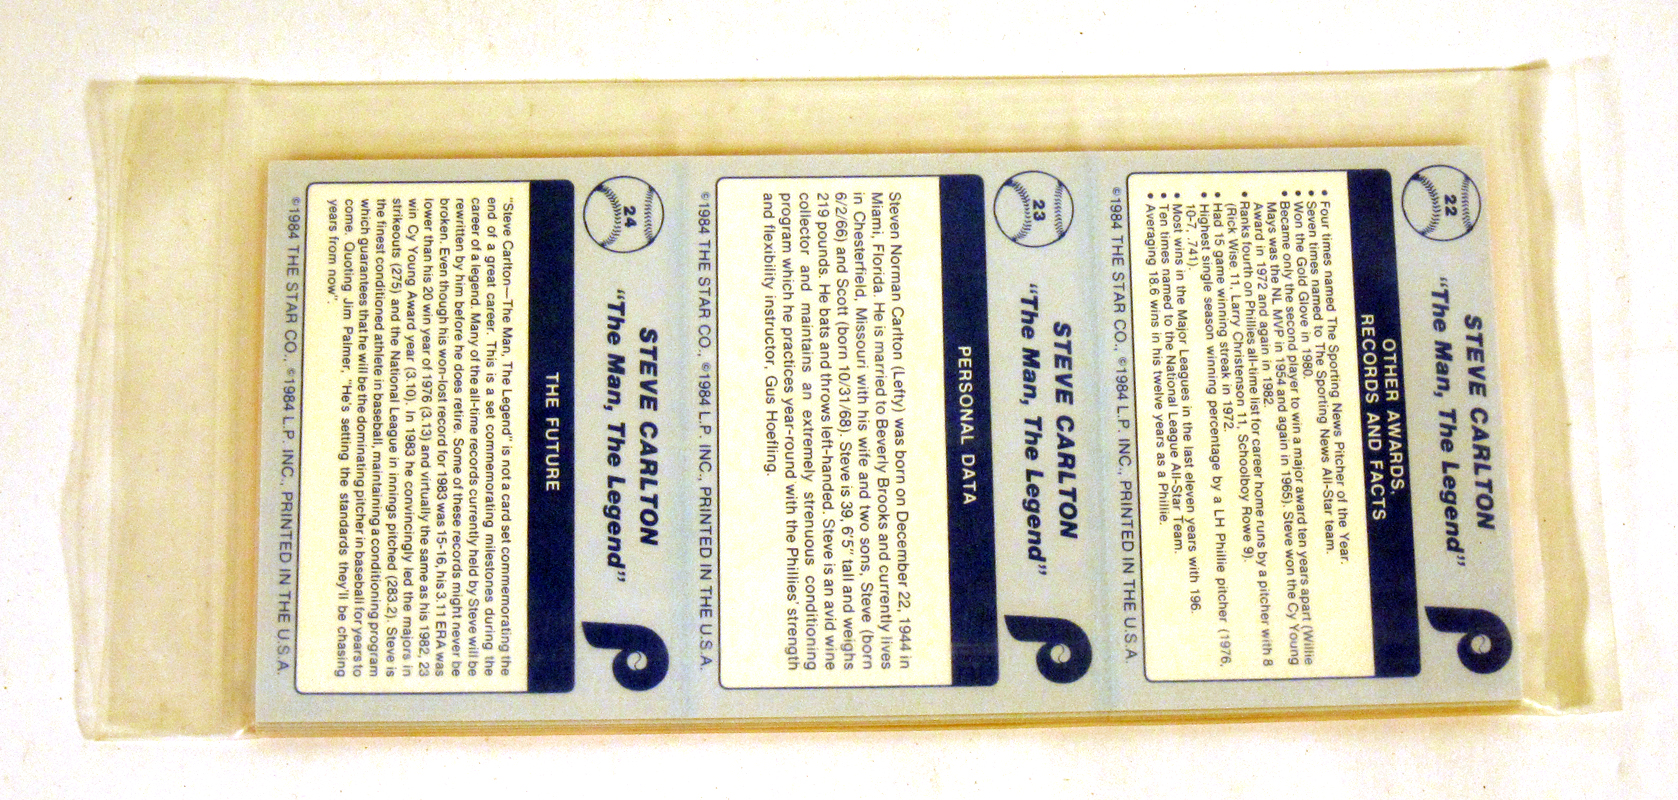 22
STEVE CARLTON
"The Man, The Legend"
P
OTHER AWARDS,
RECORDS AND FACTS
• Four times named The Sporting News Pitcher of the Year.
• Seven times named to The Sporting News All-Star team.
• Won the Gold Glove in 1980.
• Became only the second player to win a major award ten years apart (Willie
Mays was the NL MVP in 1954 and again in 1965). Steve won the Cy Young
Award in 1972 and again in 1982.
• Ranks fourth on Phillies all-time list for career home runs by a pitcher with 8
(Rick Wise 11, Larry Christenson 11, Schoolboy Rowe 9).
• Had 15 game winning streak in 1972.
• Highest single season winning percentage by a LH Phillie pitcher (1976,
10-7, .741).
• Most wins in the Major Leagues in the last eleven years with 196.
• Ten times named to the National League All-Star Team.
• Averaging 18.6 wins in his twelve years as a Phillie.
©1984 THE STAR CO., ©1984 L.P. INC., PRINTED IN THE U.S.A.
23
STEVE CARLTON
"The Man, The Legend"
P
PERSONAL DATA
Steven Norman Carlton (Lefty) was born on December 22, 1944 in
Miami, Florida. He is married to Beverly Brooks and currently lives
in Chesterfield, Missouri with his wife and two sons, Steve (born
6/2/66) and Scott (born 10/31/68). Steve is 39, 6'5" tall and weighs
219 pounds. He bats and throws left-handed. Steve is an avid wine
collector and maintains an extremely strenuous conditioning
program which he practices year-round with the Phillies' strength
and flexibility instructor, Gus Hoefling.
©1984 THE STAR CO., ©1984 L.P. INC., PRINTED IN THE U.S.A.
24
STEVE CARLTON
"The Man, The Legend"
P
THE FUTURE
"Steve Carlton—The Man, The Legend" is not a card set commemorating the
end of a great career. This is a set commemorating milestones during the
career of a legend. Many of the all-time records currently held by Steve will be
rewritten by him before he does retire. Some of these records might never be
broken. Even though his won-lost record for 1983 was 15-16, his 3.11 ERA was
lower than his 20 win year of 1976 (3.13) and virtually the same as his 1982, 23
win Cy Young Award year (3.10). In 1983 he convincingly led the majors in
strikeouts (275) and the National League in innings pitched (283.2). Steve is
the finest conditioned athlete in baseball, maintaining a conditioning program
which guarantees that he will be the dominating pitcher in baseball for years to
come. Quoting Jim Palmer, "He's setting the standards they'll be chasing
years from now".
©1984 THE STAR CO., ©1984 L.P. INC., PRINTED IN THE U.S.A.